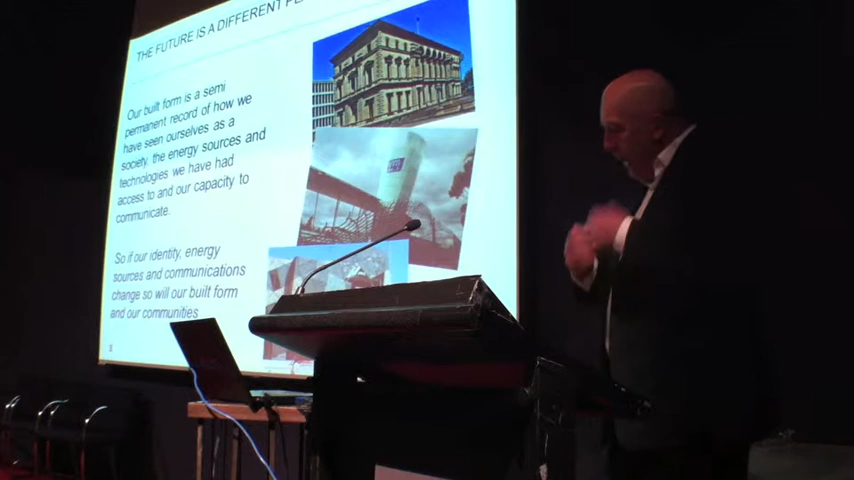 THE FUTURE IS A DIFFERENT
Our built form is a semi
permanent record of how we
have seen ourselves as a
society, the energy sources and
technologies we have had
access to and our capacity to
communicate.
So if our identity, energy
sources and communications
change so will our built form
and our communities